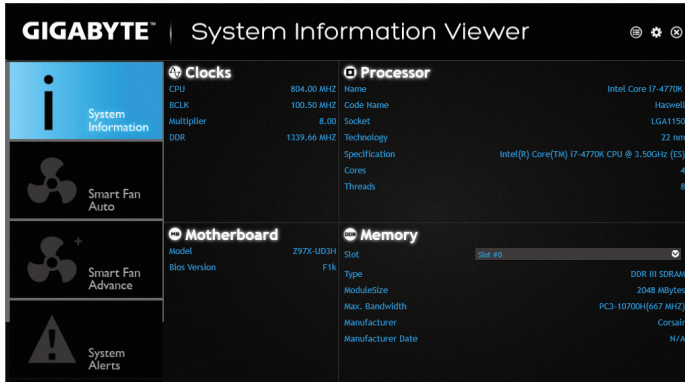 GIGABYTE™ | System Information Viewer
System
Information
Smart Fan
Auto
Smart Fan
Advance
System
Alerts
Clocks
CPU 804.00 MHZ
BCLK 100.50 MHZ
Multiplier 8.00
DDR 1339.66 MHZ
Processor
Name Intel Core i7-4770K
Code Name Haswell
Socket LGA1150
Technology 22 nm
Specification Intel(R) Core(TM) i7-4770K CPU @ 3.50GHz (ES)
Cores 4
Threads 8
MB Motherboard
Model Z97X-UD3H
Bios Version F1k
DDR Memory
Slot Slot #0
Type DDR III SDRAM
ModuleSize 2048 MBytes
Max. Bandwidth PC3-10700H(667 MHZ)
Manufacturer Corsair
Manufacturer Date N/A